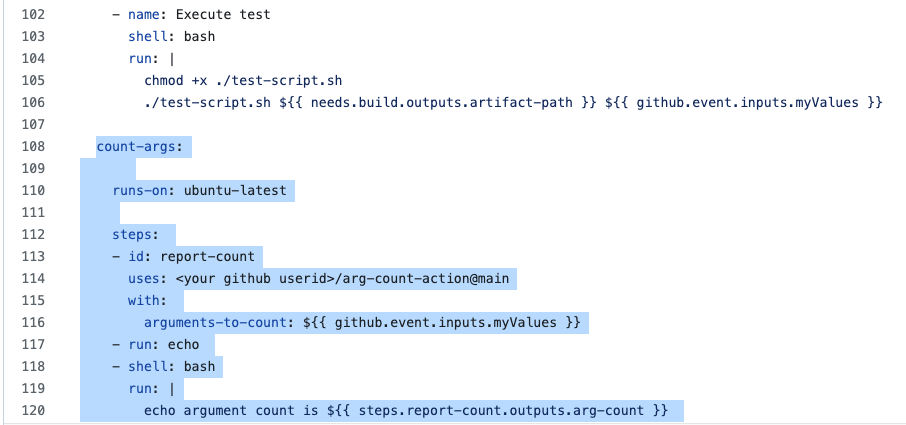 102 - name: Execute test
103 shell: bash
104 run: |
105 chmod +x ./test-script.sh
106 ./test-script.sh ${{ needs.build.outputs.artifact-path }} ${{ github.event.inputs.myValues }}
107
108 count-args:
109
110 runs-on: ubuntu-latest
111
112 steps:
113 - id: report-count
114 uses: <your github userid>/arg-count-action@main
115 with:
116 arguments-to-count: ${{ github.event.inputs.myValues }}
117 - run: echo
118 - shell: bash
119 run: |
120 echo argument count is ${{ steps.report-count.outputs.arg-count }}